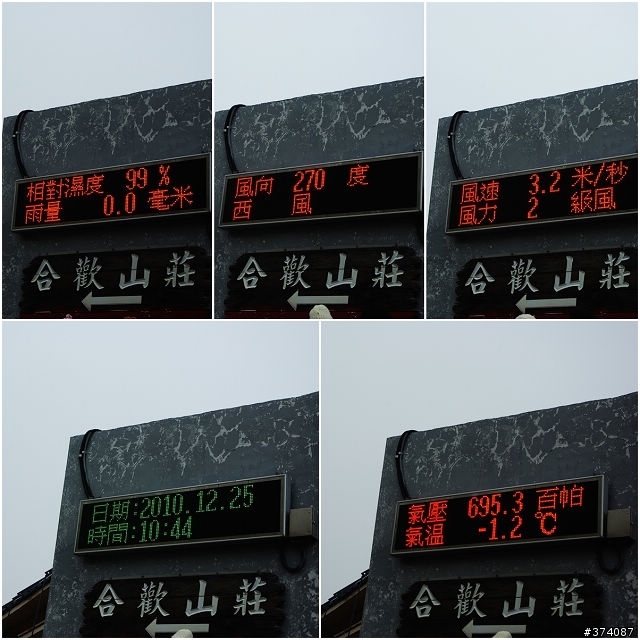 相對濕度 99 %
雨量 0.0 毫米
合歡山莊
風向 270 度
西 風
合歡山莊
風速 3.2 米/秒
風力 2 級風
合歡山莊
日期:2010.12.25
時間:10:44
合歡山莊
氣壓 695.3 百帕
氣溫 -1.2 ℃
合歡山莊
#374087